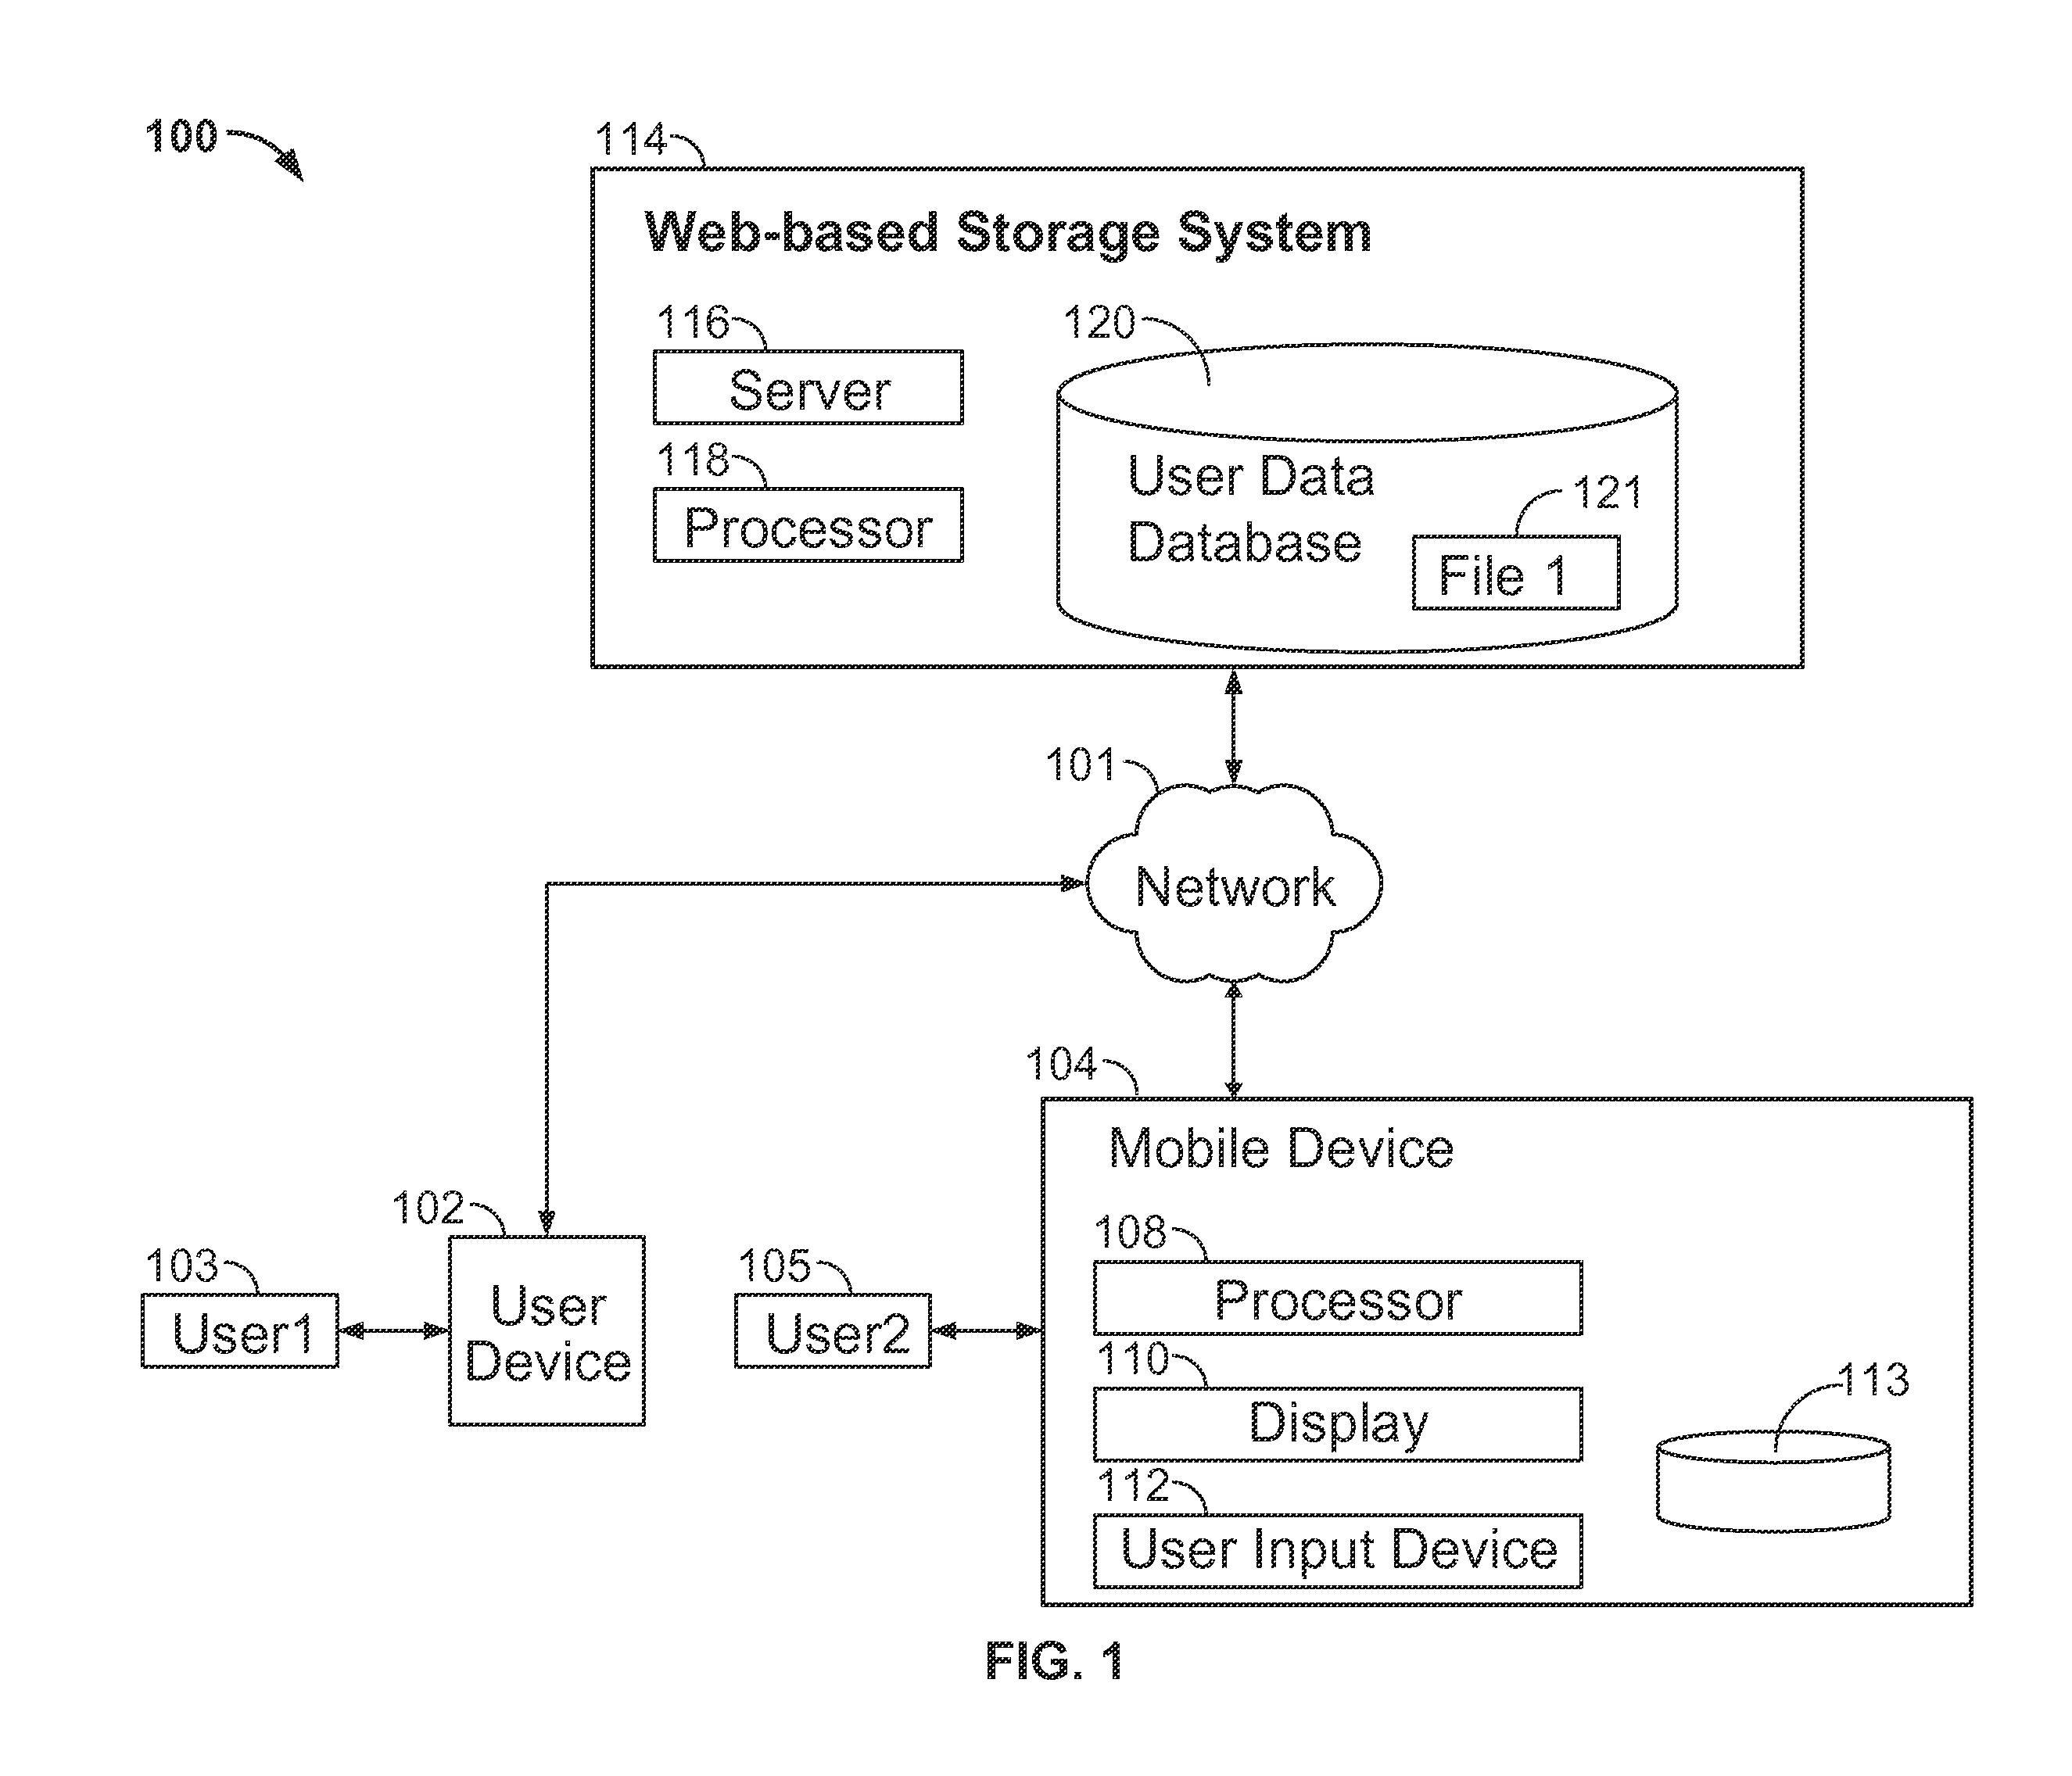 100
114
Web-based Storage System
116
Server
118
Processor
120
User Data
Database
121
File 1
101
Network
104
Mobile Device
102
User
Device
103
User1
105
User2
108
Processor
110
Display
112
User Input Device
113
FIG. 1